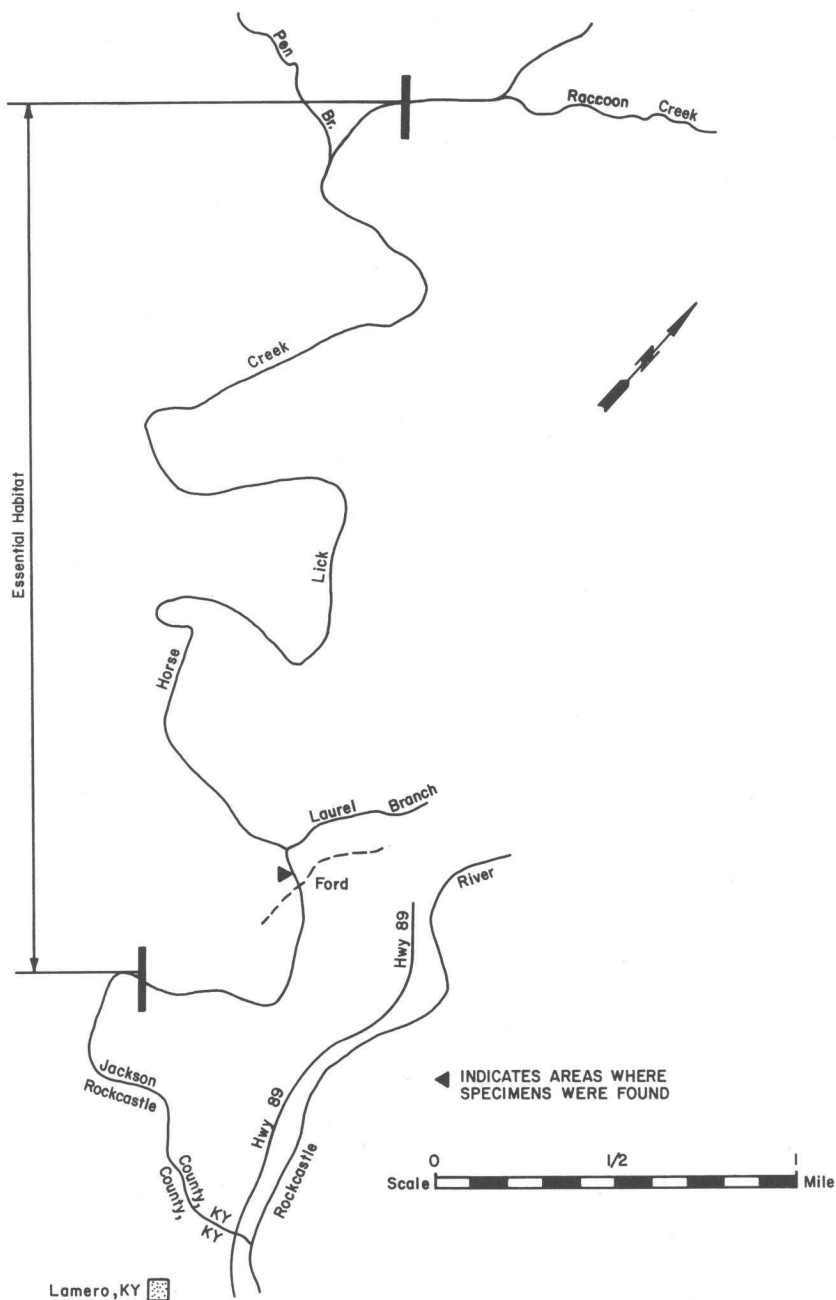 Pen
Br.
Raccoon Creek
Creek
Essential Habitat
Lick
Horse
Laurel Branch
Ford
River
Hwy 89
Jackson
Rockcastle
INDICATES AREAS WHERE
SPECIMENS WERE FOUND
Hwy 89
Rockcastle
County, KY
County, KY
0 1/2 1
Scale Mile
Lamero, KY
N